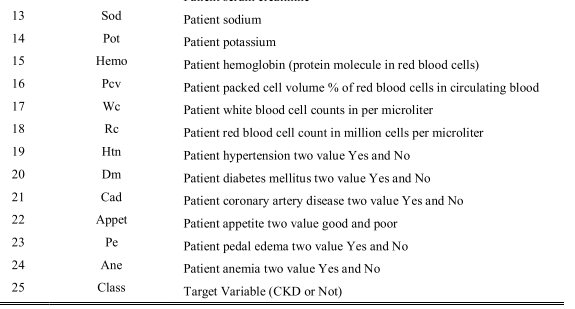 13 Sod Patient sodium
14 Pot Patient potassium
15 Hemo Patient hemoglobin (protein molecule in red blood cells)
16 Pcv Patient packed cell volume % of red blood cells in circulating blood
17 Wc Patient white blood cell counts in per microliter
18 Rc Patient red blood cell count in million cells per microliter
19 Htn Patient hypertension two value Yes and No
20 Dm Patient diabetes mellitus two value Yes and No
21 Cad Patient coronary artery disease two value Yes and No
22 Appet Patient appetite two value good and poor
23 Pe Patient pedal edema two value Yes and No
24 Ane Patient anemia two value Yes and No
25 Class Target Variable (CKD or Not)